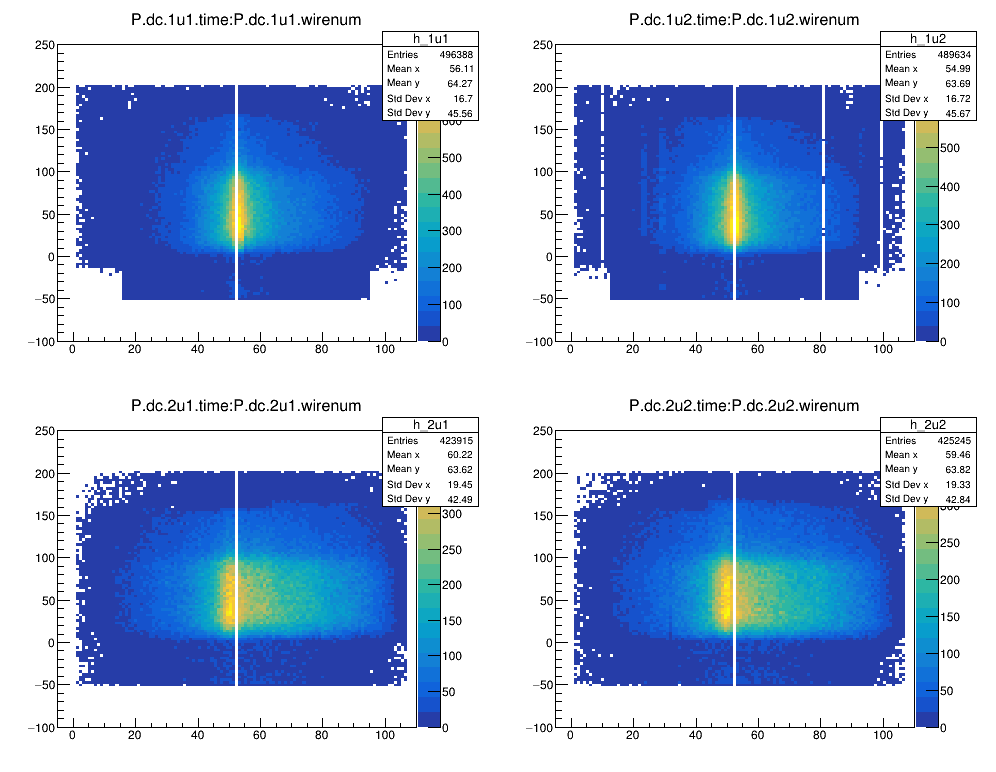 P.dc.1u1.time:P.dc.1u1.wirenum
h_1u1
Entries 496388
Mean x 56.11
Mean y 64.27
Std Dev x 16.7
Std Dev y 45.56
250
200
150
100
50
0
−50
−100
0 20 40 60 80 100
600
500
400
300
200
100
0
P.dc.1u2.time:P.dc.1u2.wirenum
h_1u2
Entries 489634
Mean x 54.99
Mean y 63.69
Std Dev x 16.72
Std Dev y 45.67
250
200
150
100
50
0
−50
−100
0 20 40 60 80 100
500
400
300
200
100
0
P.dc.2u1.time:P.dc.2u1.wirenum
h_2u1
Entries 423915
Mean x 60.22
Mean y 63.62
Std Dev x 19.45
Std Dev y 42.49
250
200
150
100
50
0
−50
−100
0 20 40 60 80 100
300
250
200
150
100
50
0
P.dc.2u2.time:P.dc.2u2.wirenum
h_2u2
Entries 425245
Mean x 59.46
Mean y 63.82
Std Dev x 19.33
Std Dev y 42.84
250
200
150
100
50
0
−50
−100
0 20 40 60 80 100
300
250
200
150
100
50
0